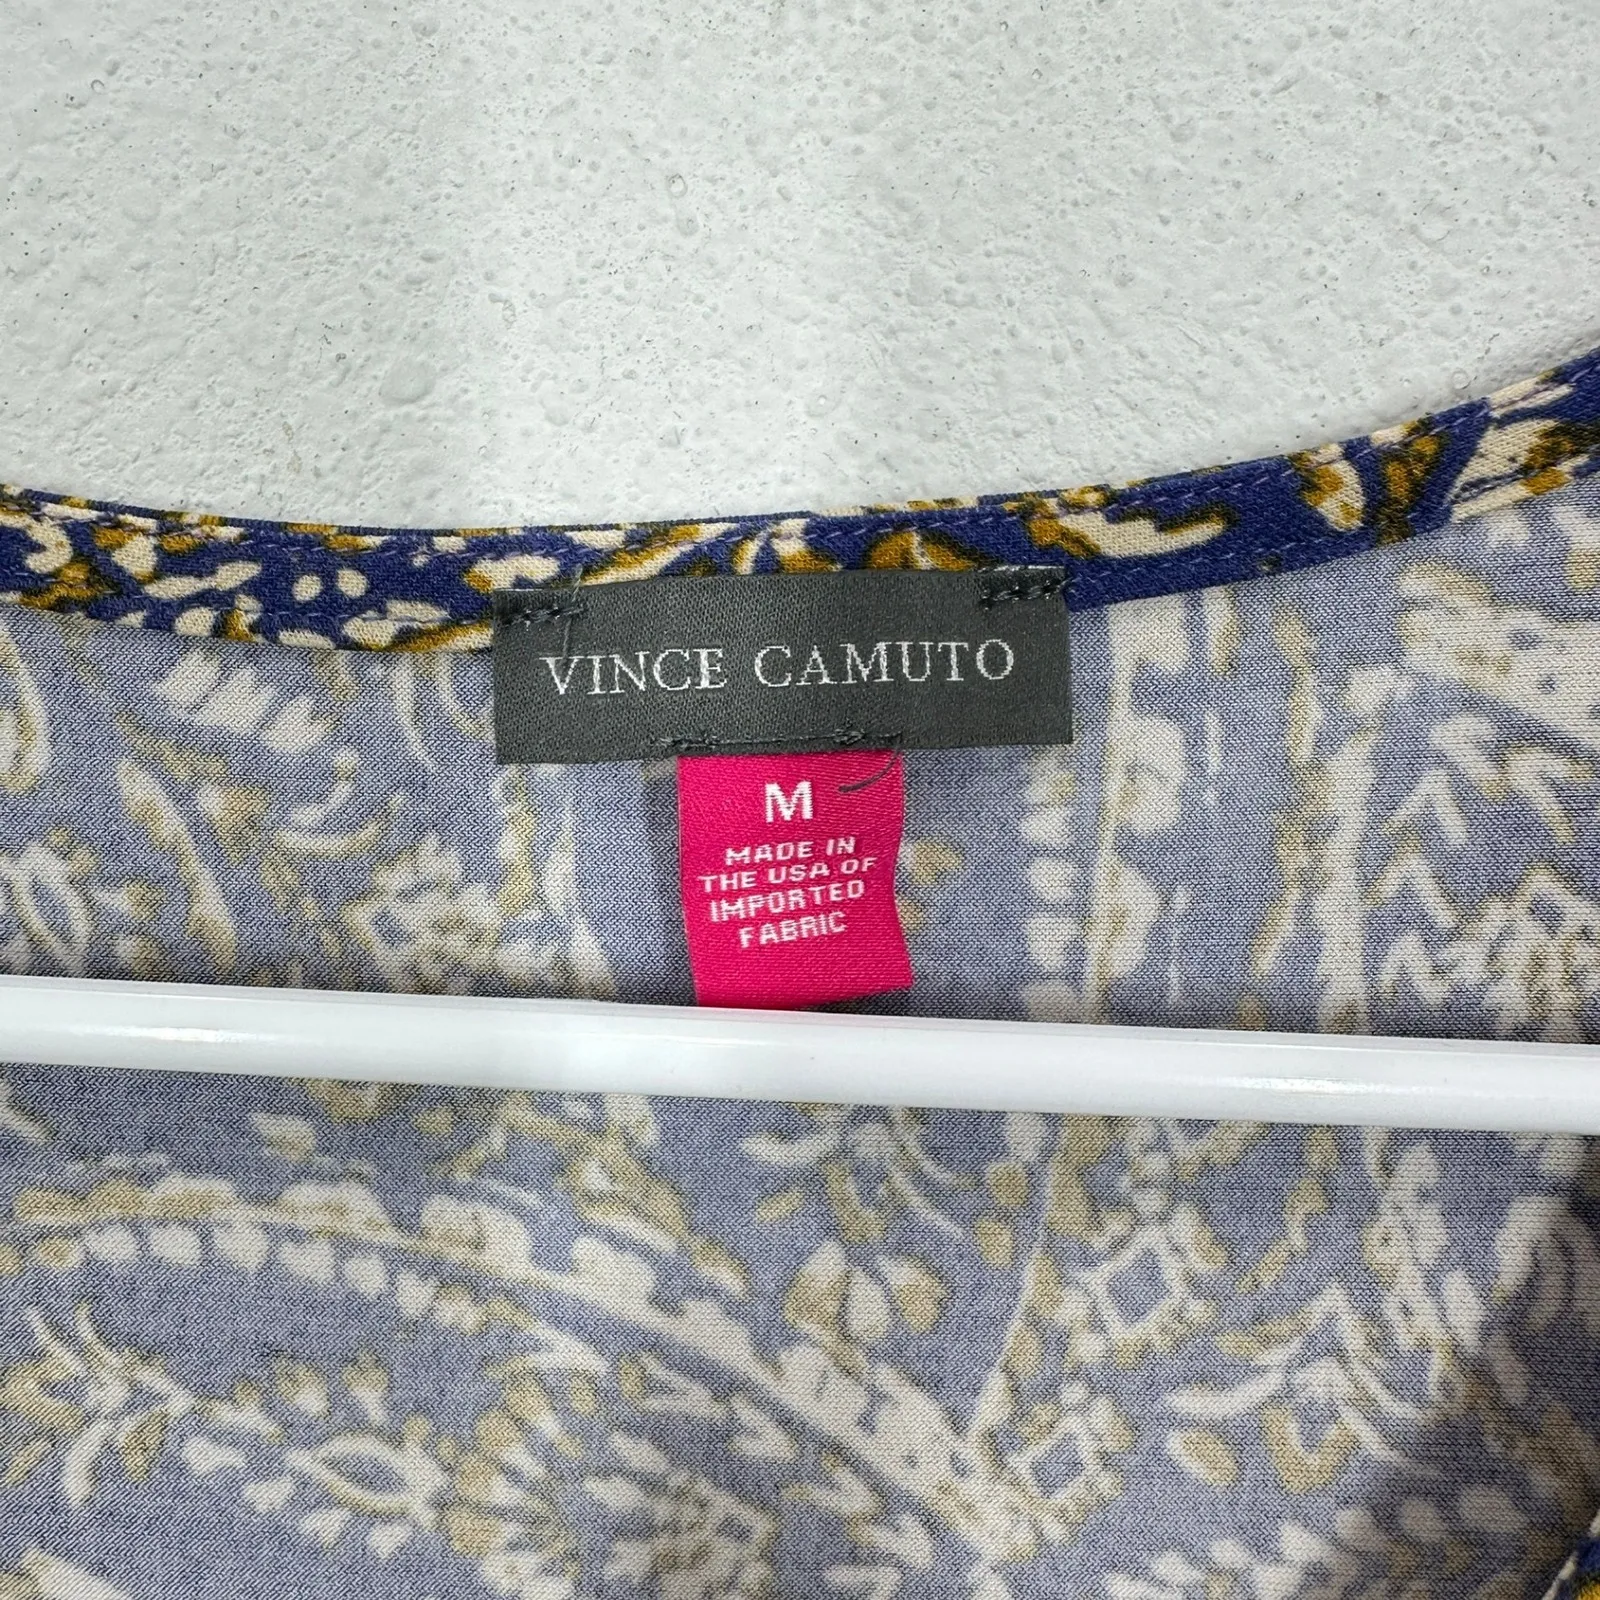 VINCE CAMUTO
M
MADE IN
THE USA OF
IMPORTED
FABRIC